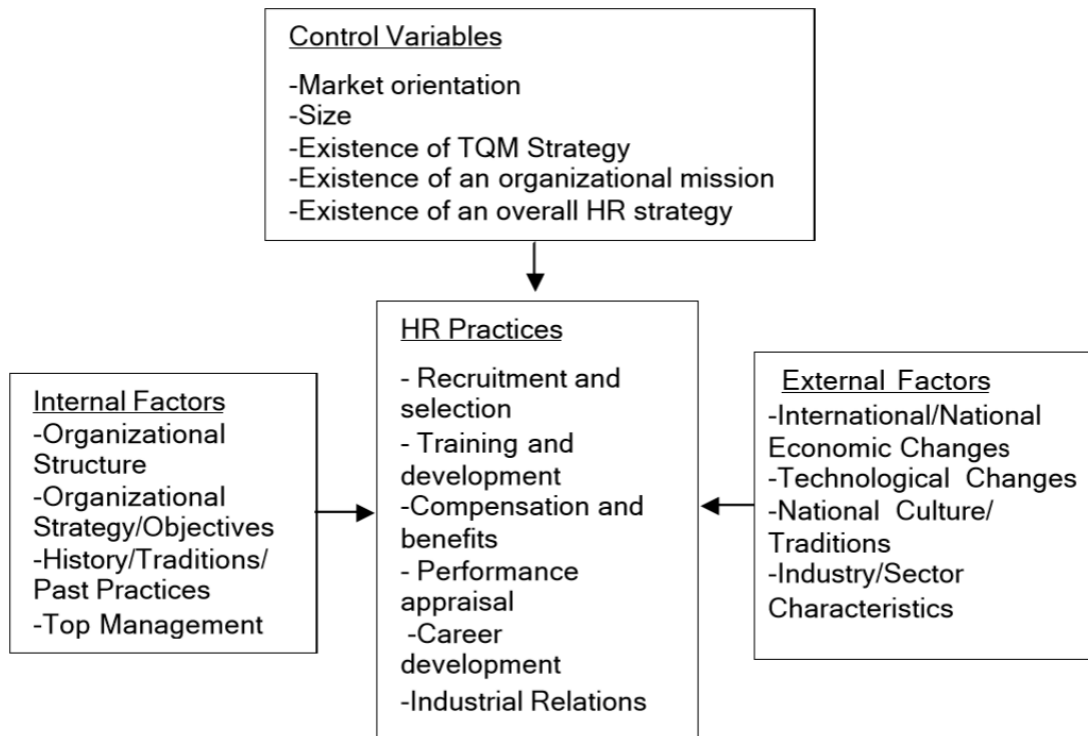 Control Variables
-Market orientation
-Size
-Existence of TQM Strategy
-Existence of an organizational mission
-Existence of an overall HR strategy
Internal Factors
-Organizational
Structure
-Organizational
Strategy/Objectives
-History/Traditions/
Past Practices
-Top Management
HR Practices
- Recruitment and
selection
- Training and
development
-Compensation and
benefits
- Performance
appraisal
-Career
development
-Industrial Relations
External Factors
-International/National
Economic Changes
-Technological Changes
-National Culture/
Traditions
-Industry/Sector
Characteristics